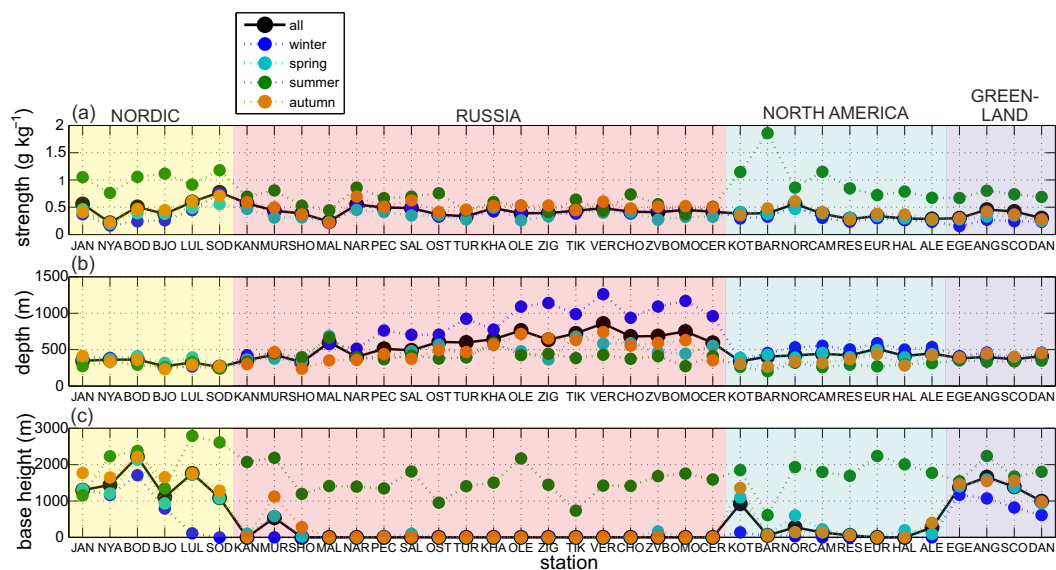 all
winter
spring
summer
autumn
(a)
NORDIC
RUSSIA
NORTH AMERICA
GREEN-
LAND
strength (g kg⁻¹)
2
1.5
1
0.5
0
JAN NYA BOD BJO LUL SOD KAN MUR SHO MAL NAR PEC SAL OST TUR KHA OLE ZIG TIK VER CHO ZVB OMO CER KOT BAR NOR CAM RES EUR HAL ALE EGE ANG SCO DAN
(b)
depth (m)
1500
1000
500
0
JAN NYA BOD BJO LUL SOD KAN MUR SHO MAL NAR PEC SAL OST TUR KHA OLE ZIG TIK VER CHO ZVB OMO CER KOT BAR NOR CAM RES EUR HAL ALE EGE ANG SCO DAN
(c)
base height (m)
3000
2000
1000
0
JAN NYA BOD BJO LUL SOD KAN MUR SHO MAL NAR PEC SAL OST TUR KHA OLE ZIG TIK VER CHO ZVB OMO CER KOT BAR NOR CAM RES EUR HAL ALE EGE ANG SCO DAN
station